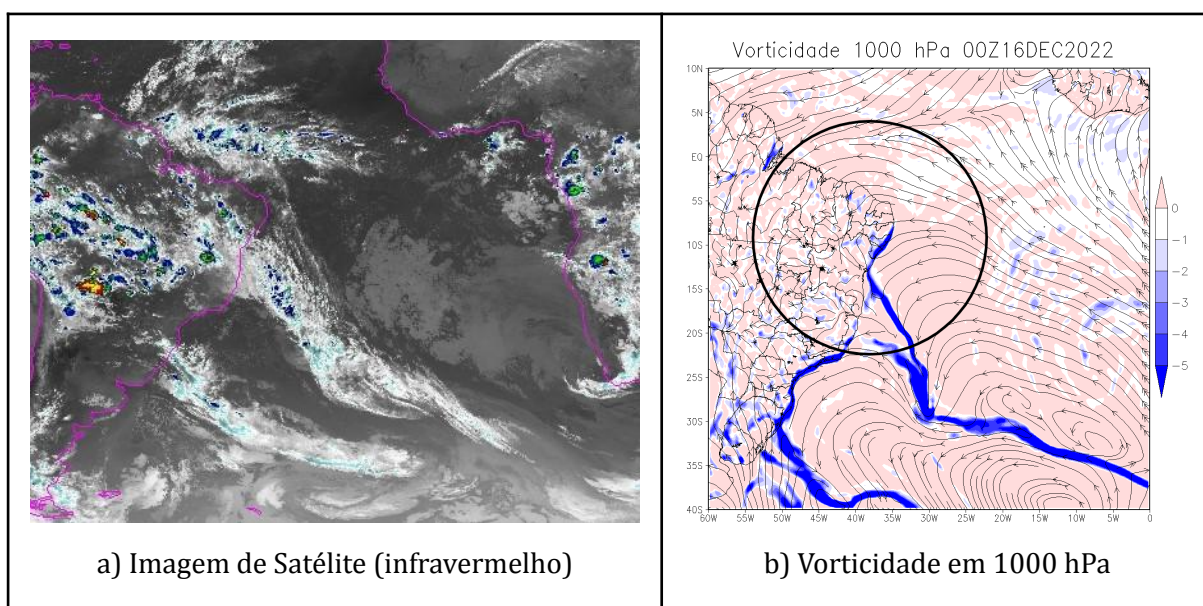 Vorticidade 1000 hPa 00Z16DEC2022
10N
5N
EQ
5S
10S
15S
20S
25S
30S
35S
40S
60W 55W 50W 45W 40W 35W 30W 25W 20W 15W 10W 5W 0
0
-1
-2
-3
-4
-5
a) Imagem de Satélite (infravermelho)
b) Vorticidade em 1000 hPa